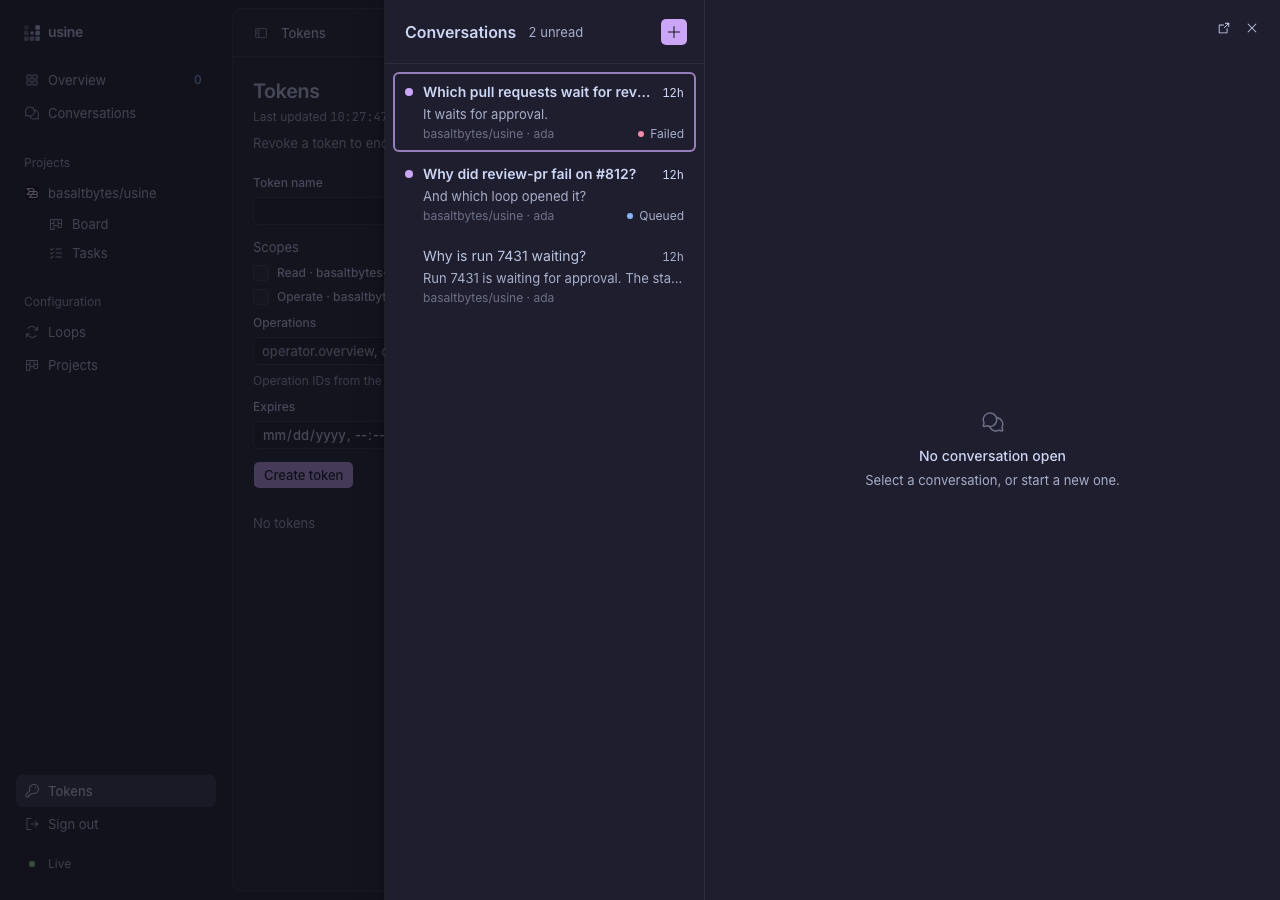 usine
Overview 0
Conversations
Projects
basaltbytes/usine
Board
Tasks
Configuration
Loops
Projects
Tokens
Sign out
Live
Tokens
Tokens
Last updated 10:27:47
Revoke a token to
Token name
Scopes
Read · basaltbytes
Operate ·
Operations
operator.overview,
Operation IDs from the
Expires
mm/dd/yyyy, --:--
Create token
No tokens
Conversations 2 unread
Which pull requests wait for rev... 12h
It waits for approval.
basaltbytes/usine · ada Failed
Why did review-pr fail on #812? 12h
And which loop opened it?
basaltbytes/usine · ada Queued
Why is run 7431 waiting? 12h
Run 7431 is waiting for approval. The sta...
basaltbytes/usine · ada
No conversation open
Select a conversation, or start a new one.